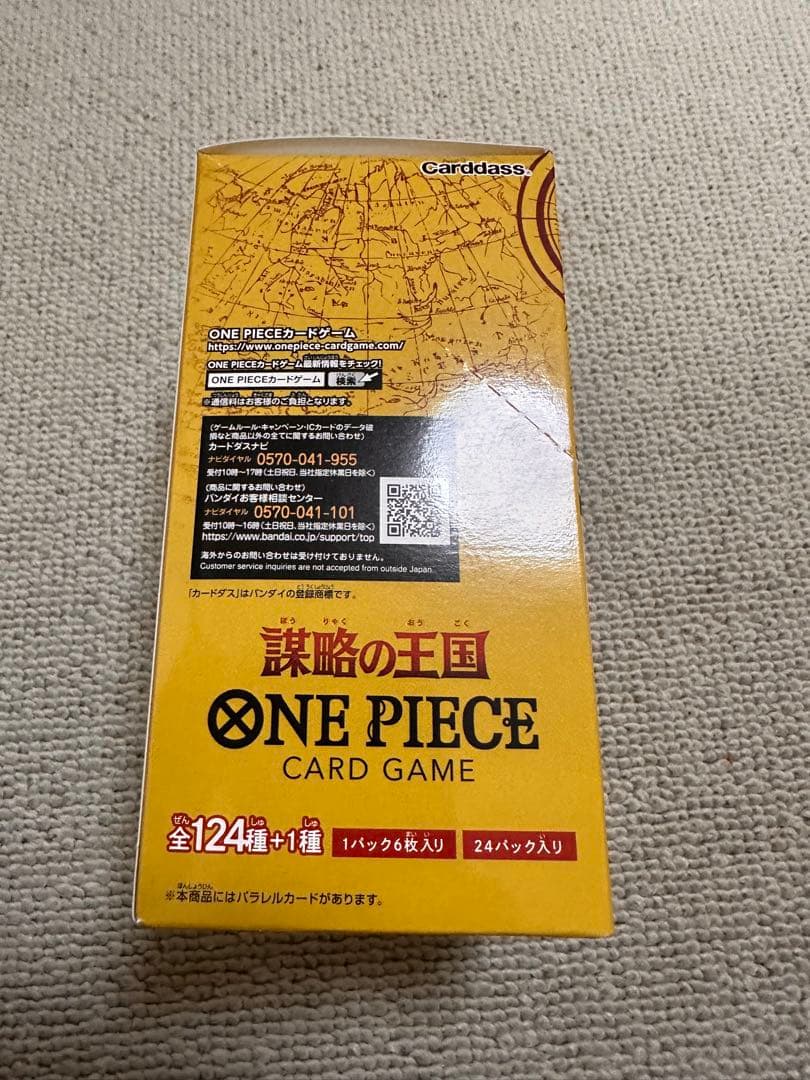 Carddass
ONE PIECEカードゲーム
https://www.onepiece-cardgame.com/
ONE PIECEカードゲーム最新情報をチェック!
ONE PIECEカードゲーム 検索
※通信料はお客様のご負担となります。
(ゲームルール・キャンペーン・ICカードのデータ破
損など商品以外の全てに関するお問い合わせ)
カードダスナビ
ナビダイヤル 0570-041-955
受付10時〜17時(土日祝日、当社指定休業日を除く)
(商品に関するお問い合わせ)
バンダイお客様相談センター
ナビダイヤル 0570-041-101
受付10時〜16時(土日祝日、当社指定休業日を除く)
https://www.bandai.co.jp/support/top
海外からのお問い合わせは受け付けておりません。
Customer service inquiries are not accepted from outside Japan.
「カードダス」はバンダイの登録商標です。
ぼう りゃく おう こく
謀略の王国
ONE PIECE
CARD GAME
全124種+1種 1パック6枚入り 24パック入り
※本商品にはパラレルカードがあります。